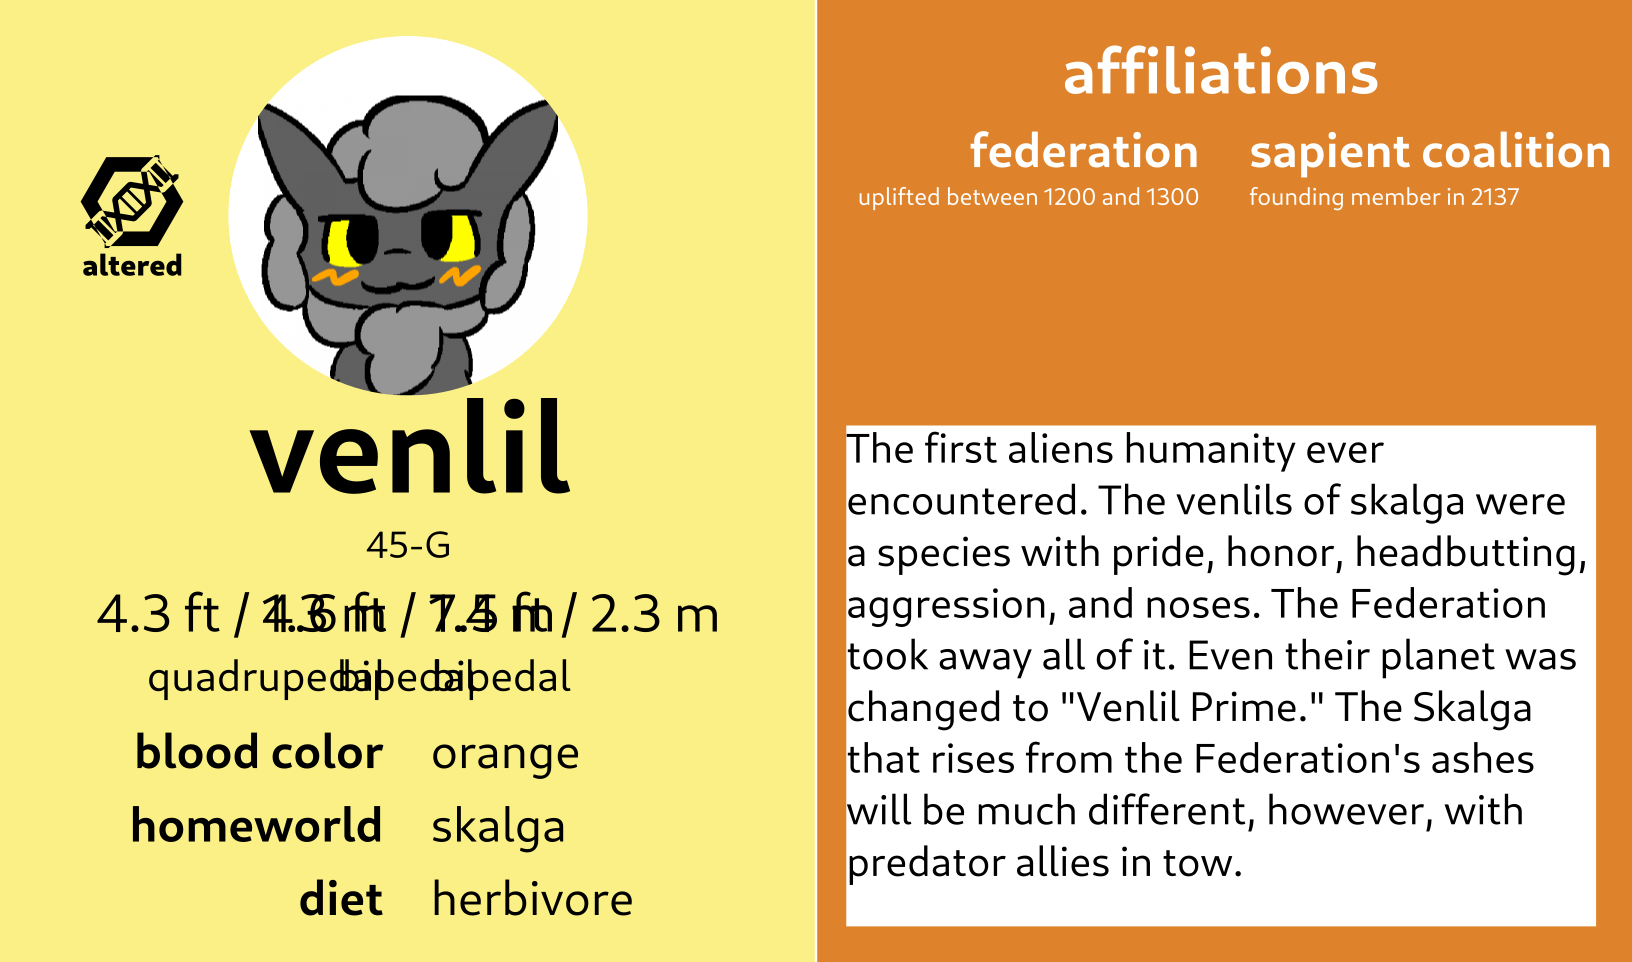 altered
venlil
45-G
4.3 ft / 1.3 m 4.6 ft / 1.4 m 7.5 ft / 2.3 m
quadrupedal bipedal bipedal
blood color orange
homeworld skalga
diet herbivore
affiliations
federation sapient coalition
uplifted between 1200 and 1300 founding member in 2137
The first aliens humanity ever
encountered. The venlils of skalga were
a species with pride, honor, headbutting,
aggression, and noses. The Federation
took away all of it. Even their planet was
changed to "Venlil Prime." The Skalga
that rises from the Federation's ashes
will be much different, however, with
predator allies in tow.